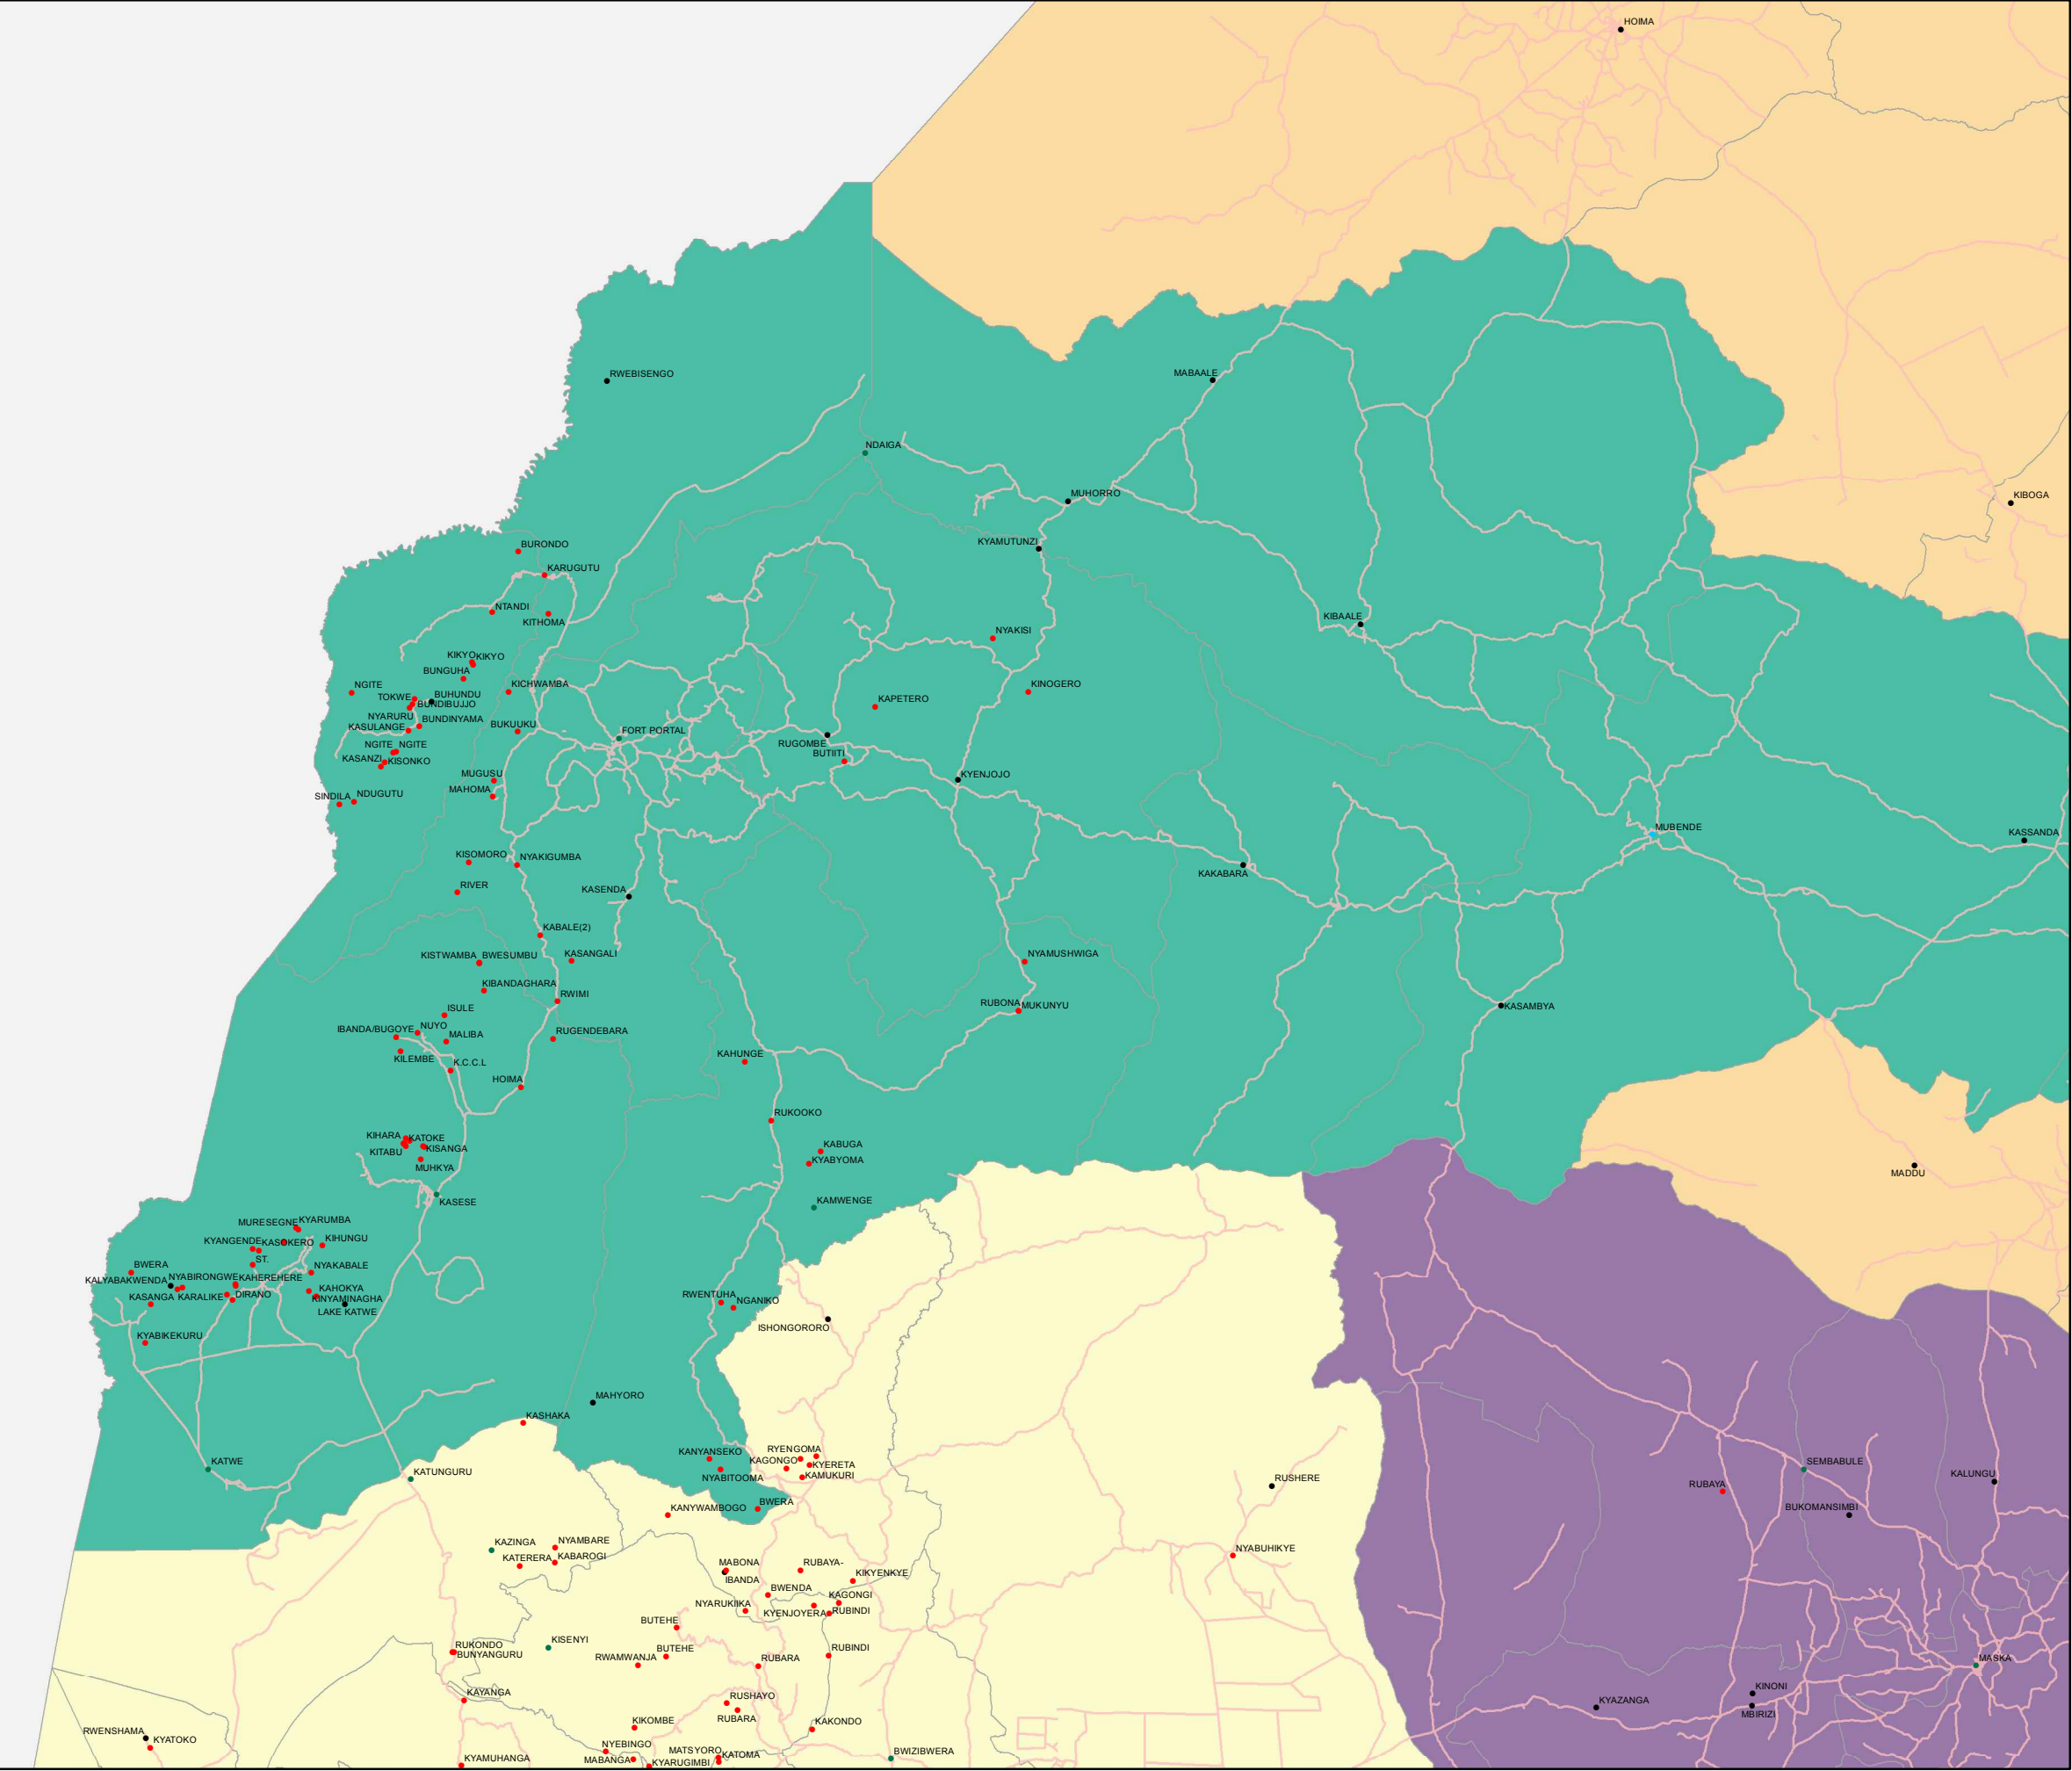 HOIMA
RWEBISENGO
MABAALE
NDAIGA
MUHORRO
KIBOGA
KYAMUTUNZI
BURONDO
KARUGUTU
NTANDI
KITHOMA
KIBAALE
NYAKISI
KIKYO
KIKYO
BUNGUHA
NGITE
KICHWAMBA
KINOGERO
TOKWE
BUHUNDU
BUNDIBUJJO
KAPETERO
NYARURU
BUNDINYAMA
KASULANGE
BUKUUKU
FORT PORTAL
RUGOMBE
NGITE
NGITE
BUTIITI
KASANZI
KISONKO
MUGUSU
KYENJOJO
MAHOMA
SINDILA
NDUGUTU
MUBENDE
KASSANDA
KISOMORO
NYAKIGUMBA
KAKABARA
RIVER
KASENDA
KABALE(2)
KISTWAMBA
BWESUMBU
KASANGALI
NYAMUSHWIGA
KIBANDAGHARA
RWIMI
RUBONA
MUKUNYU
KASAMBYA
ISULE
IBANDA/BUGOYE
NUYO
MALIBA
RUGENDEBARA
KILEMBE
K.C.C.L
KAHUNGE
HOIMA
RUKOOKO
KIHARA
KATOKE
KITABU
KISANGA
KABUGA
KYABYOMA
MUHKYA
MADDU
KASESE
KAMWENGE
MURESEGNE
KYARUMBA
KYANGENDE
KASOKERO
KIHUNGU
ST.
BWERA
NYAKABALE
KALYABAKWENDA
NYABIRONGWE
KAHEREHERE
KAHOKYA
KASANGA
KARALIKE
DIRANO
KINYAMINAGHA
RWENTUHA
NGANIKO
LAKE KATWE
ISHONGORORO
KYABIKEKURU
MAHYORO
KASHAKA
KANYANSEKO
RYENGOMA
KAGONGO
KYERETA
KATWE
KATUNGURU
NYABITOOMA
KAMUKURI
RUSHERE
SEMBABULE
KALUNGU
RUBAYA
KANYWAMBOGO
BWERA
BUKOMANSIMBI
KAZINGA
NYAMBARE
NYABUHIKYE
KATERERA
KABAROGI
MABONA
RUBAYA-
IBANDA
KIKYENKYE
BWENDA
KAGONGI
NYARUKIIKA
KYENJOYERA
RUBINDI
BUTEHE
RUKONDO
BUNYANGURU
KISENYI
BUTEHE
RUBINDI
RWAMWANJA
RUBARA
MASKA
KAYANGA
RUSHAYO
KINONI
KYAZANGA
RUBARA
MBIRIZI
RWENSHAMA
KYATOKO
KIKOMBE
KAKONDO
NYEBINGO
MATSYORO
KATOMA
BWIZIBWERA
KYAMUHANGA
MABANGA
KYARUGIMBI